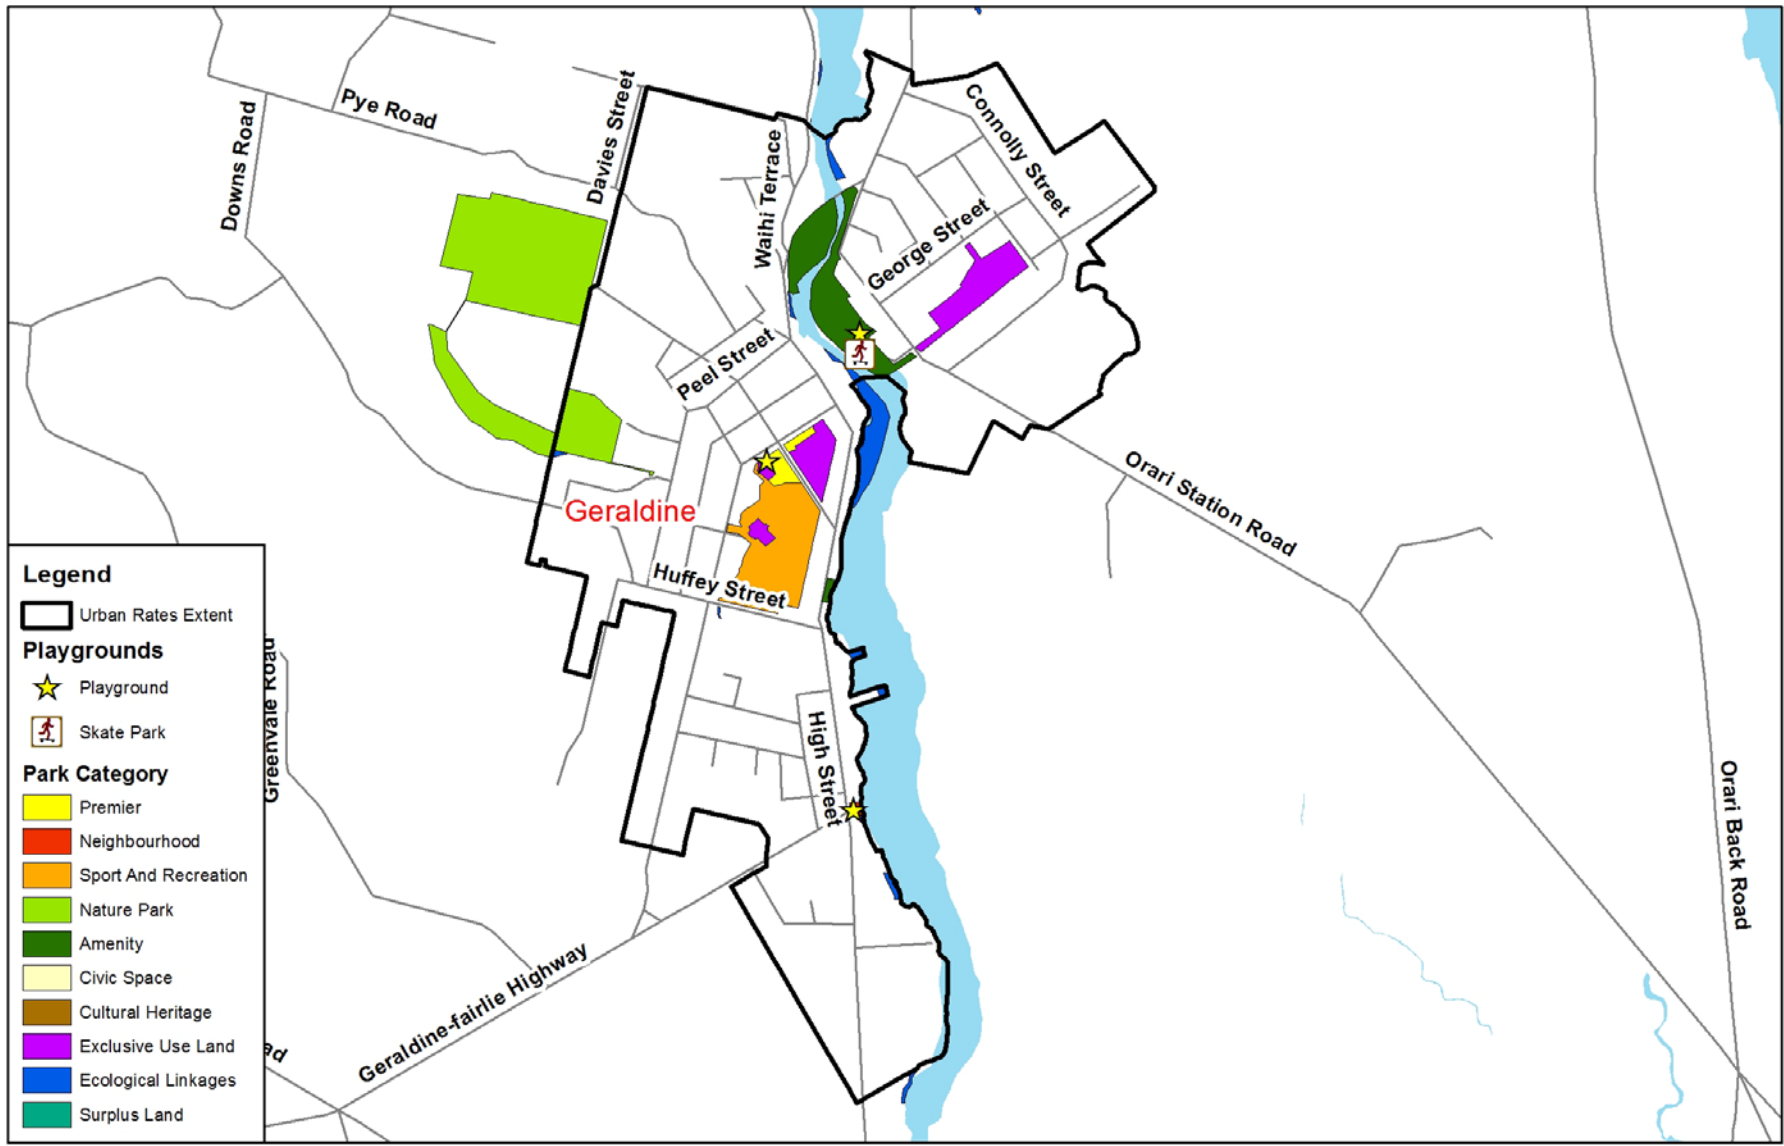 Pye Road
Downs Road
Davies Street
Waihi Terrace
Connolly Street
George Street
Peel Street
Geraldine
Huffey Street
Orari Station Road
High Street
Orari Back Road
Geraldine-fairlie Highway
Greenvale Road
ad
Legend
Urban Rates Extent
Playgrounds
Playground
Skate Park
Park Category
Premier
Neighbourhood
Sport And Recreation
Nature Park
Amenity
Civic Space
Cultural Heritage
Exclusive Use Land
Ecological Linkages
Surplus Land